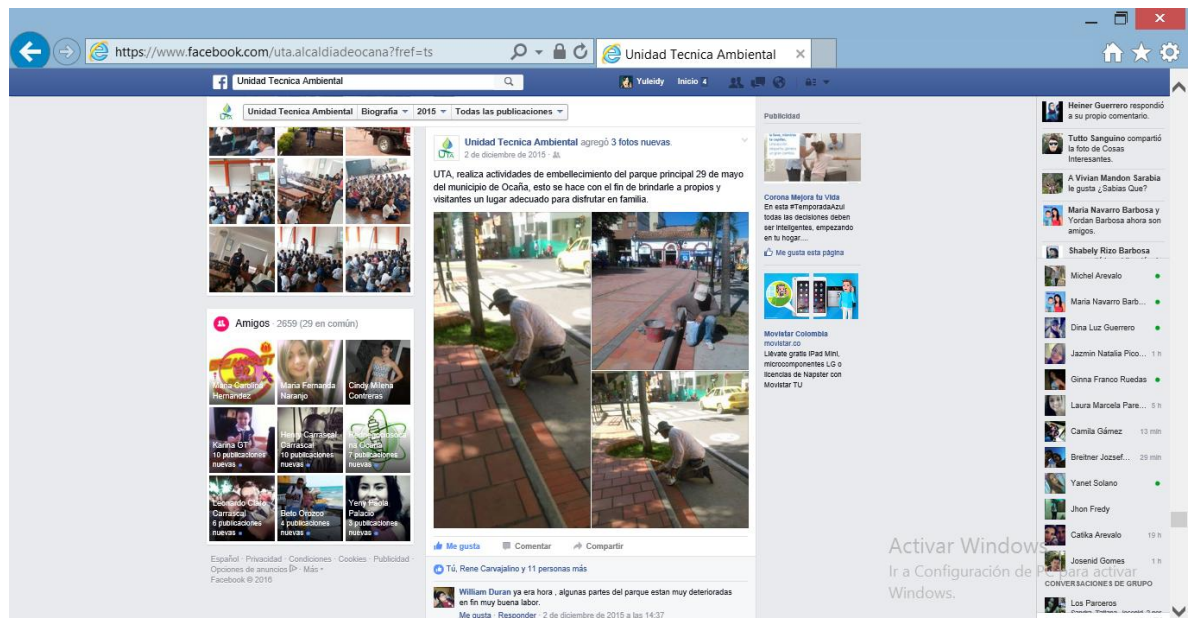 https://www.facebook.com/uta.alcaldiadeocana?fref=ts
Unidad Tecnica Ambiental
Unidad Tecnica Ambiental
Yuleidy Inicio 4
Unidad Tecnica Ambiental Biografía 2015 Todas las publicaciones
Amigos · 2659 (29 en común)
Maria Carolina
Hernandez
Maria Fernanda
Naranjo
Cindy Milena
Contreras
Karina GT
10 publicaciones
nuevas
Henry Carrascal
Carrascal
10 publicaciones
nuevas
7 publicaciones
nuevas
Leonardo
Carrascal
6 publicaciones
nuevas
Beto Orozco
4 publicaciones
nuevas
Yeny Paola
Palacio
3 publicaciones
nuevas
Español · Privacidad · Condiciones · Cookies · Publicidad ·
Opciones de anuncios · Más
Facebook © 2016
UTA
Unidad Tecnica Ambiental agregó 3 fotos nuevas.
2 de diciembre de 2015 ·
UTA, realiza actividades de embellecimiento del parque principal 29 de mayo
del municipio de Ocaña, esto se hace con el fin de brindarle a propios y
visitantes un lugar adecuado para disfrutar en familia.
Me gusta Comentar Compartir
Tú, Rene Carvajalino y 11 personas más
William Duran ya era hora , algunas partes del parque estan muy deterioradas
en fin muy buena labor.
Me gusta · Responder · 2 de diciembre de 2015 a las 14:37
Publicidad
Corona Mejora tu Vida
En esta #TemporadaAzul
todas las decisiones deben
ser inteligentes, empezando
en tu hogar....
Me gusta esta página
Movistar Colombia
movistar.co
Llévate gratis iPad Mini,
microcomponentes LG o
licencias de Napster con
Movistar TU
Heiner Guerrero respondió
a su propio comentario.
Tutto Sanguino compartió
la foto de Cosas
Interesantes.
A Vivian Mandon Sarabia
le gusta ¿Sabias Que?
Maria Navarro Barbosa y
Yordan Barbosa ahora son
amigos.
Shabely Rizo Barbosa
Michel Arevalo
Maria Navarro Barb...
Dina Luz Guerrero
Jazmin Natalia Pico... 1 h
Ginna Franco Ruedas
Laura Marcela Pare... 5 h
Camila Gámez 13 min
Breitner Jozsef... 29 min
Yanet Solano
Jhon Fredy
Catika Arevalo 19 h
Josenid Gomes 1 h
CONVERSACIONES DE GRUPO
Los Parceros
Activar Windows
Ir a Configuración de PC para activar
Windows.